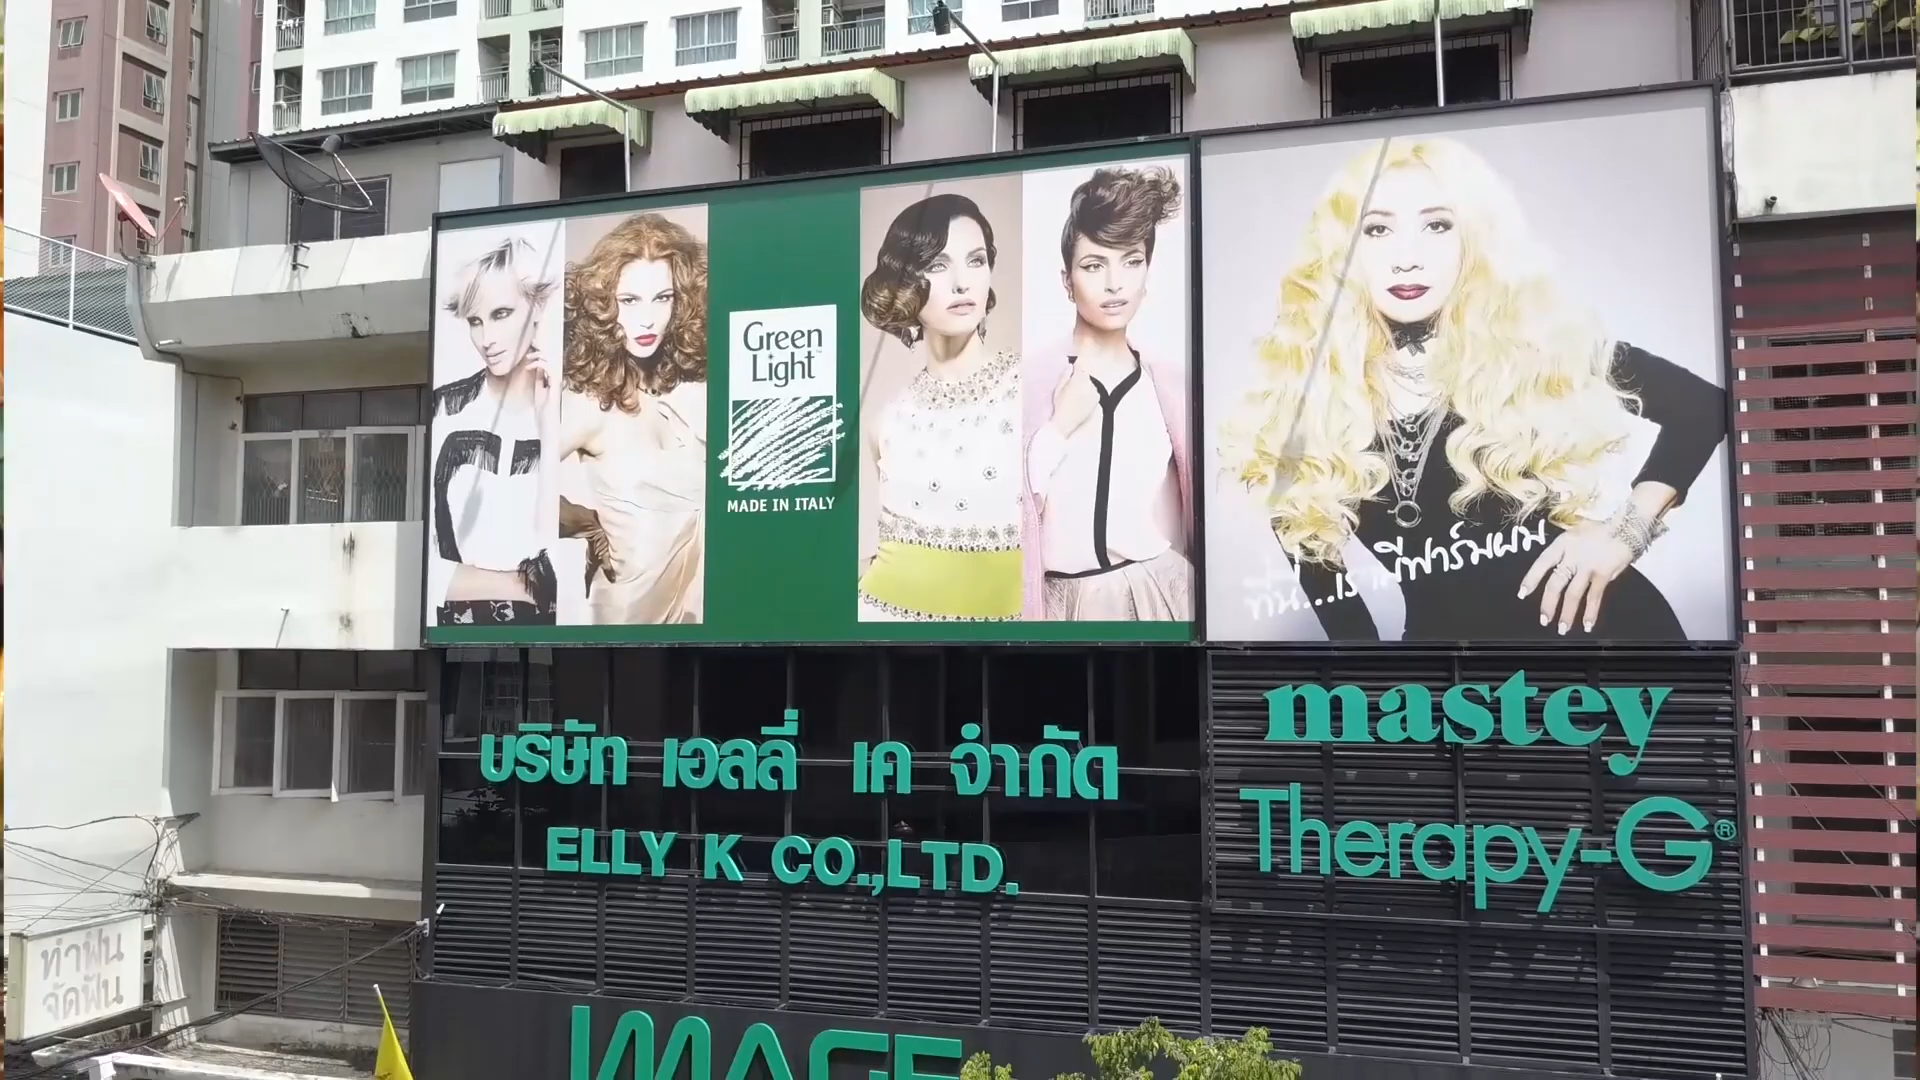 Green
Light™
MADE IN ITALY
ที่นี่...เรามีฟาร์มผม
บริษัท เอลลี่ เค จำกัด
ELLY K CO.,LTD.
mastey
Therapy-G®
ทำฟัน
จัดฟัน
IMAGE